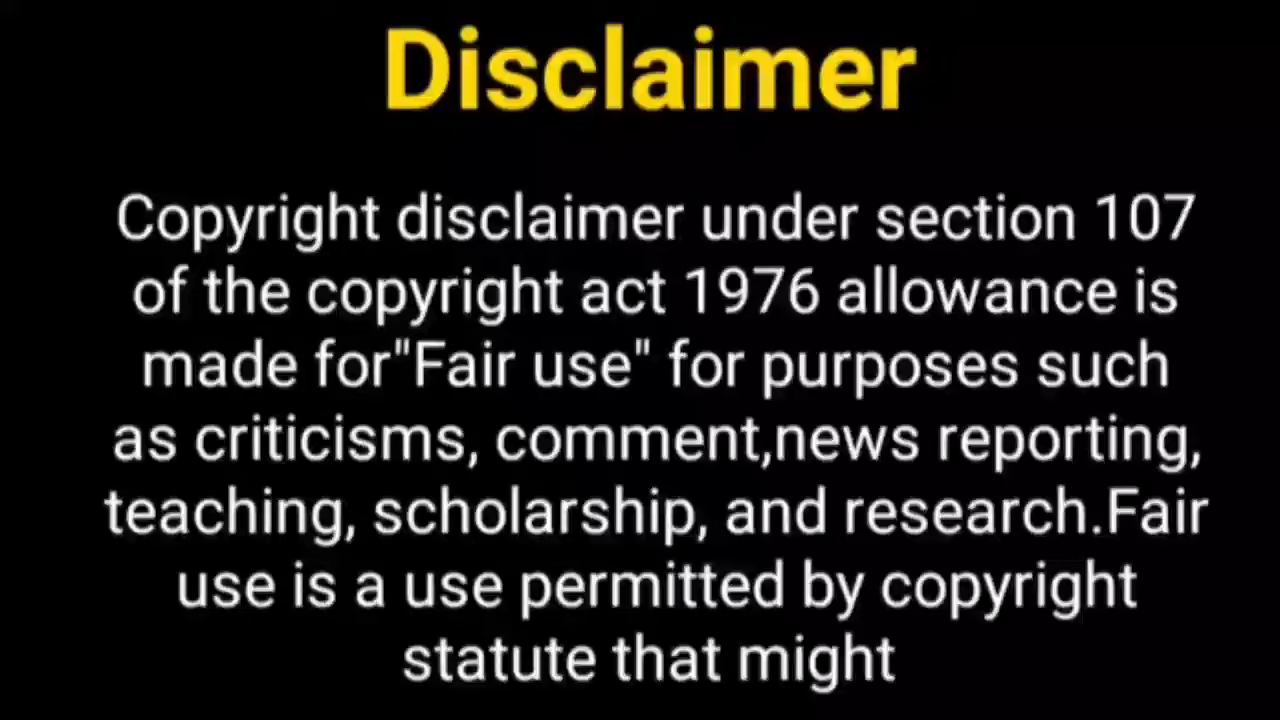 Disclaimer
Copyright disclaimer under section 107
of the copyright act 1976 allowance is
made for"Fair use" for purposes such
as criticisms, comment,news reporting,
teaching, scholarship, and research.Fair
use is a use permitted by copyright
statute that might